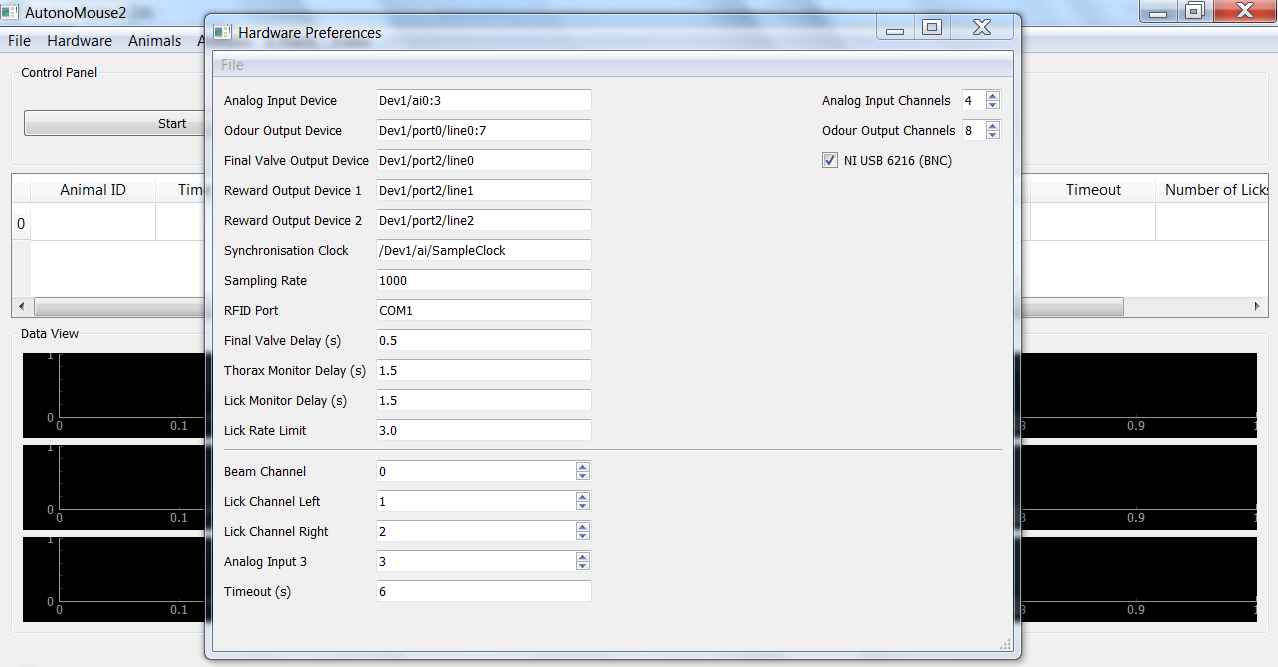 AutonoMouse2
File Hardware Animals
Hardware Preferences
File
Control Panel
Start
Animal ID
Timeout Number of Licks
0
Data View
Analog Input Device Dev1/ai0:3 Analog Input Channels 4
Odour Output Device Dev1/port0/line0:7 Odour Output Channels 8
Final Valve Output Device Dev1/port2/line0 NI USB 6216 (BNC)
Reward Output Device 1 Dev1/port2/line1
Reward Output Device 2 Dev1/port2/line2
Synchronisation Clock /Dev1/ai/SampleClock
Sampling Rate 1000
RFID Port COM1
Final Valve Delay (s) 0.5
Thorax Monitor Delay (s) 1.5
Lick Monitor Delay (s) 1.5
Lick Rate Limit 3.0
Beam Channel 0
Lick Channel Left 1
Lick Channel Right 2
Analog Input 3 3
Timeout (s) 6
1
0
0 0.1 0.9 1
1
0
0 0.1 0.9 1
1
0
0 0.1 0.9 1